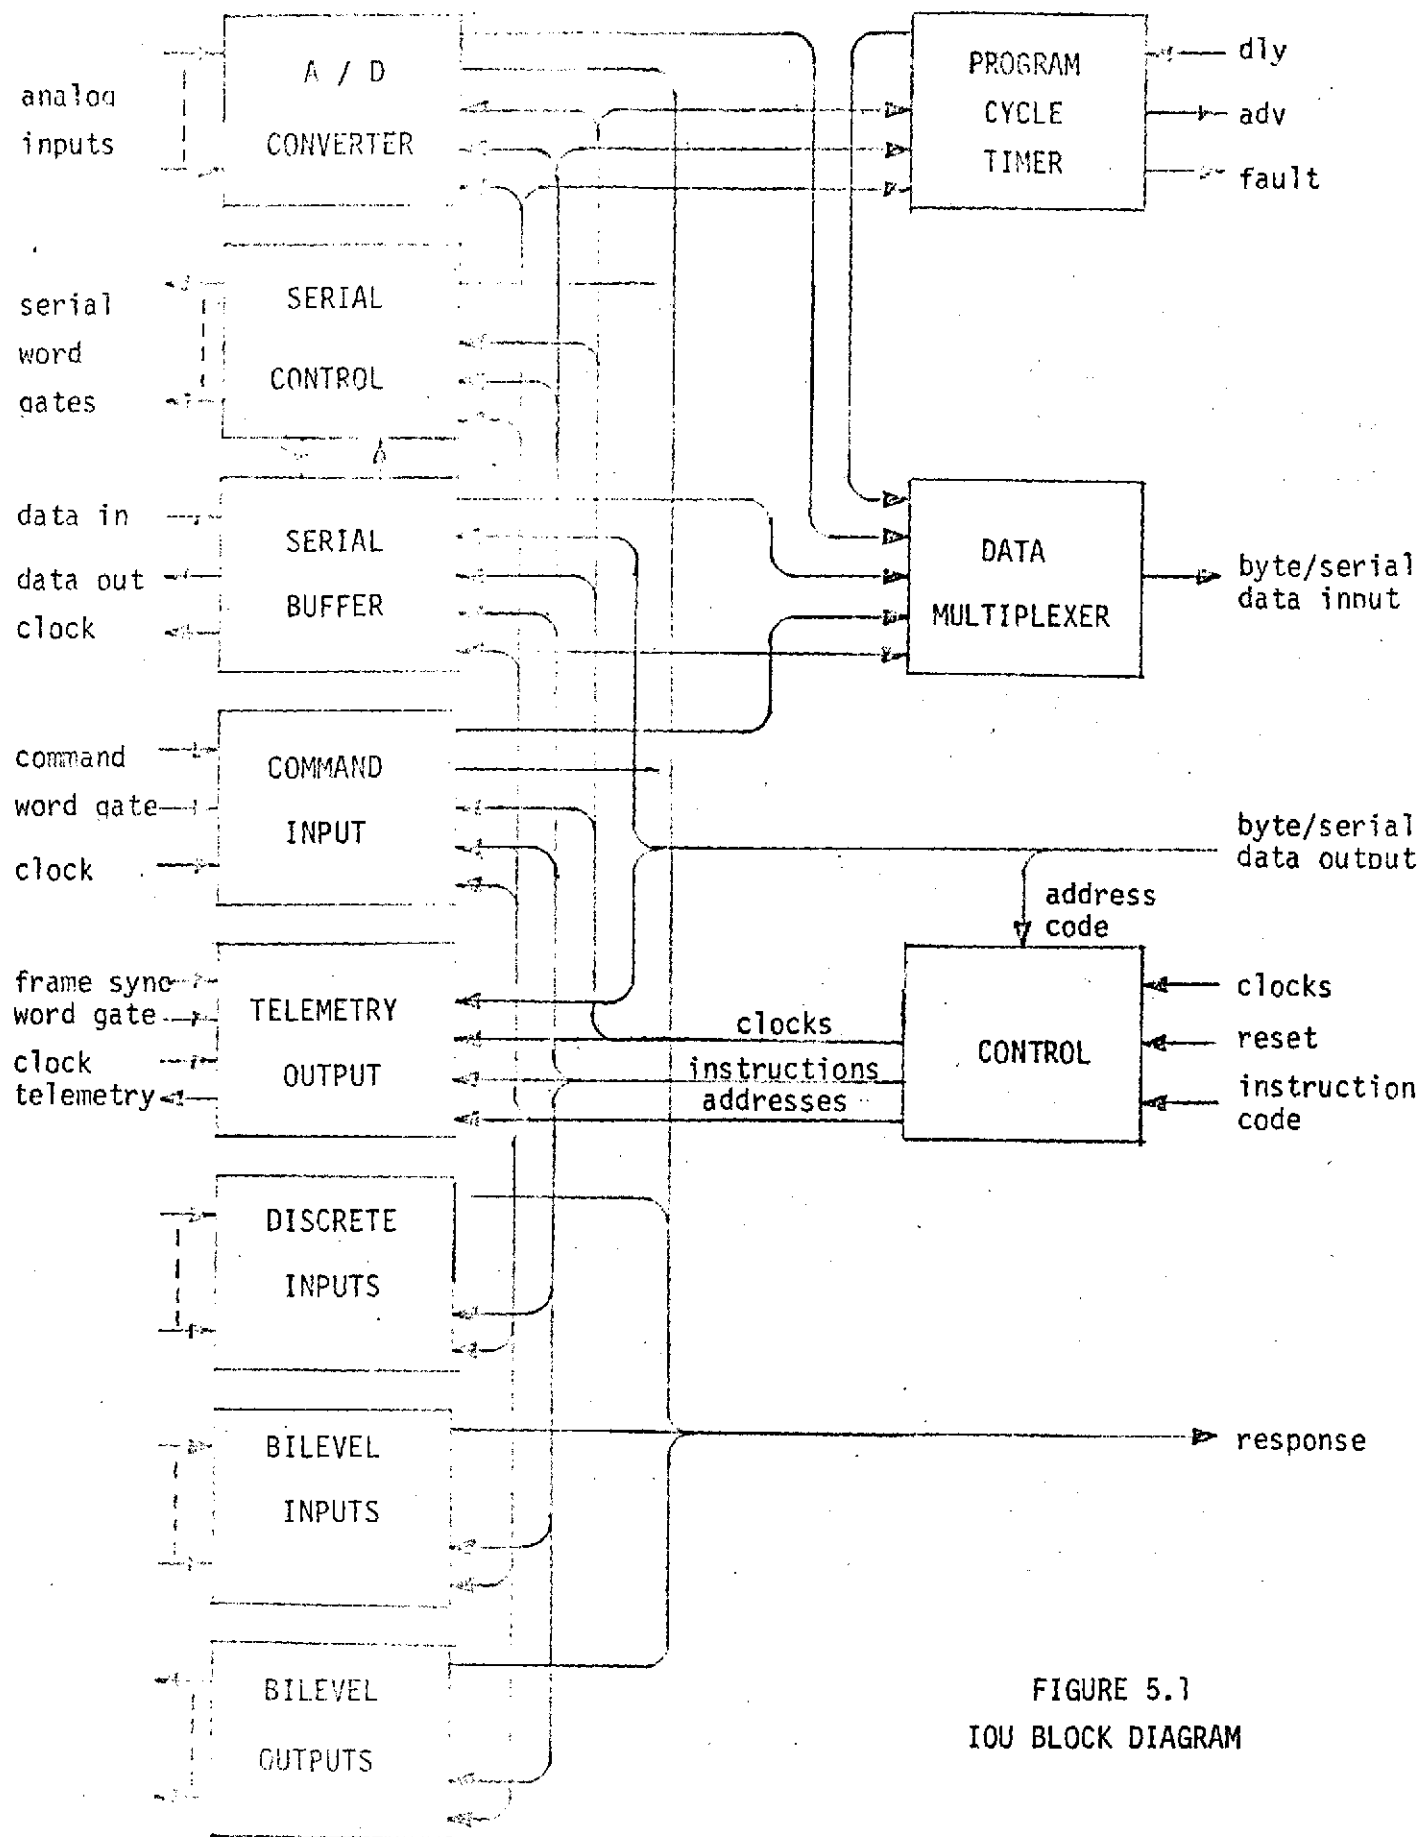 A / D
CONVERTER
analog
inputs
PROGRAM
CYCLE
TIMER
dly
adv
fault
SERIAL
CONTROL
serial
word
gates
SERIAL
BUFFER
data in
data out
clock
DATA
MULTIPLEXER
byte/serial
data input
COMMAND
INPUT
command
word gate
clock
byte/serial
data output
address
code
TELEMETRY
OUTPUT
frame sync
word gate
clock
telemetry
clocks
instructions
addresses
CONTROL
clocks
reset
instruction
code
DISCRETE
INPUTS
BILEVEL
INPUTS
response
BILEVEL
OUTPUTS
FIGURE 5.1
IOU BLOCK DIAGRAM